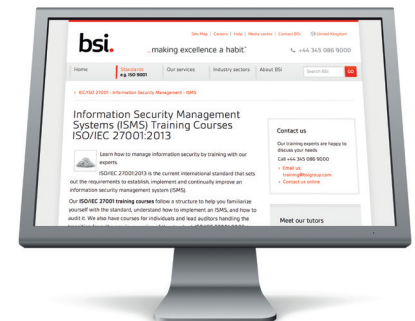 Site Map | Careers | Help | Media centre | Contact BSI United Kingdom
bsi.
...making excellence a habit.™
+44 345 086 9000
Home
Standards
e.g. ISO 9001
Our services
Industry sectors
About BSI
Search BSI
GO
IEC/ISO 27001 - Information Security Management - ISMS
Information Security Management
Systems (ISMS) Training Courses
ISO/IEC 27001:2013
Learn how to manage information security by training with our
experts.
ISO/IEC 27001:2013 is the current international standard that sets
out the requirements to establish, implement and continually improve an
information security management system (ISMS).
Our ISO/IEC 27001 training courses follow a structure to help you familiarize
yourself with the standard, understand how to implement an ISMS, and how to
audit it. We also have courses for individuals and lead auditors handling the
Contact us
Our training experts are happy to
discuss your needs
Call +44 345 086 9000
Email us
training@bsigroup.com
Contact us online
Meet our tutors